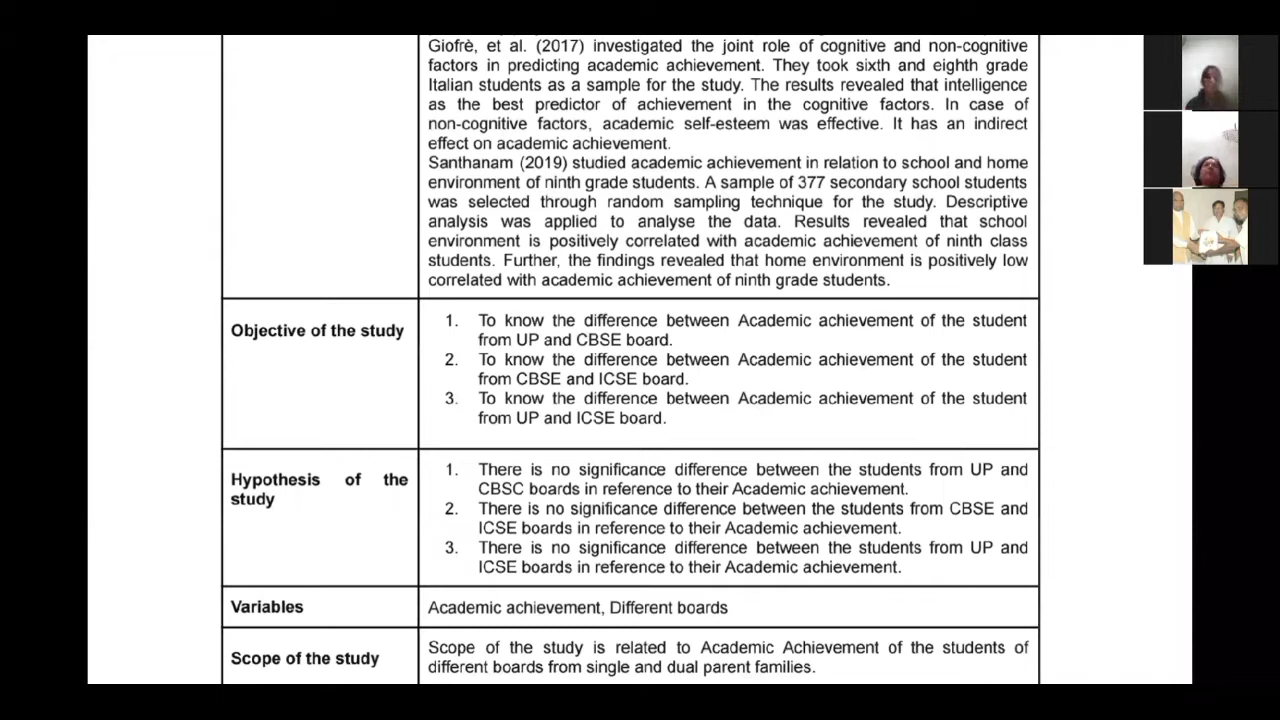 Giofrè, et al. (2017) investigated the joint role of cognitive and non-cognitive
factors in predicting academic achievement. They took sixth and eighth grade
Italian students as a sample for the study. The results revealed that intelligence
as the best predictor of achievement in the cognitive factors. In case of
non-cognitive factors, academic self-esteem was effective. It has an indirect
effect on academic achievement.
Santhanam (2019) studied academic achievement in relation to school and home
environment of ninth grade students. A sample of 377 secondary school students
was selected through random sampling technique for the study. Descriptive
analysis was applied to analyse the data. Results revealed that school
environment is positively correlated with academic achievement of ninth class
students. Further, the findings revealed that home environment is positively low
correlated with academic achievement of ninth grade students.
Objective of the study
1. To know the difference between Academic achievement of the student
from UP and CBSE board.
2. To know the difference between Academic achievement of the student
from CBSE and ICSE board.
3. To know the difference between Academic achievement of the student
from UP and ICSE board.
Hypothesis of the
study
1. There is no significance difference between the students from UP and
CBSC boards in reference to their Academic achievement.
2. There is no significance difference between the students from CBSE and
ICSE boards in reference to their Academic achievement.
3. There is no significance difference between the students from UP and
ICSE boards in reference to their Academic achievement.
Variables
Academic achievement, Different boards
Scope of the study
Scope of the study is related to Academic Achievement of the students of
different boards from single and dual parent families.